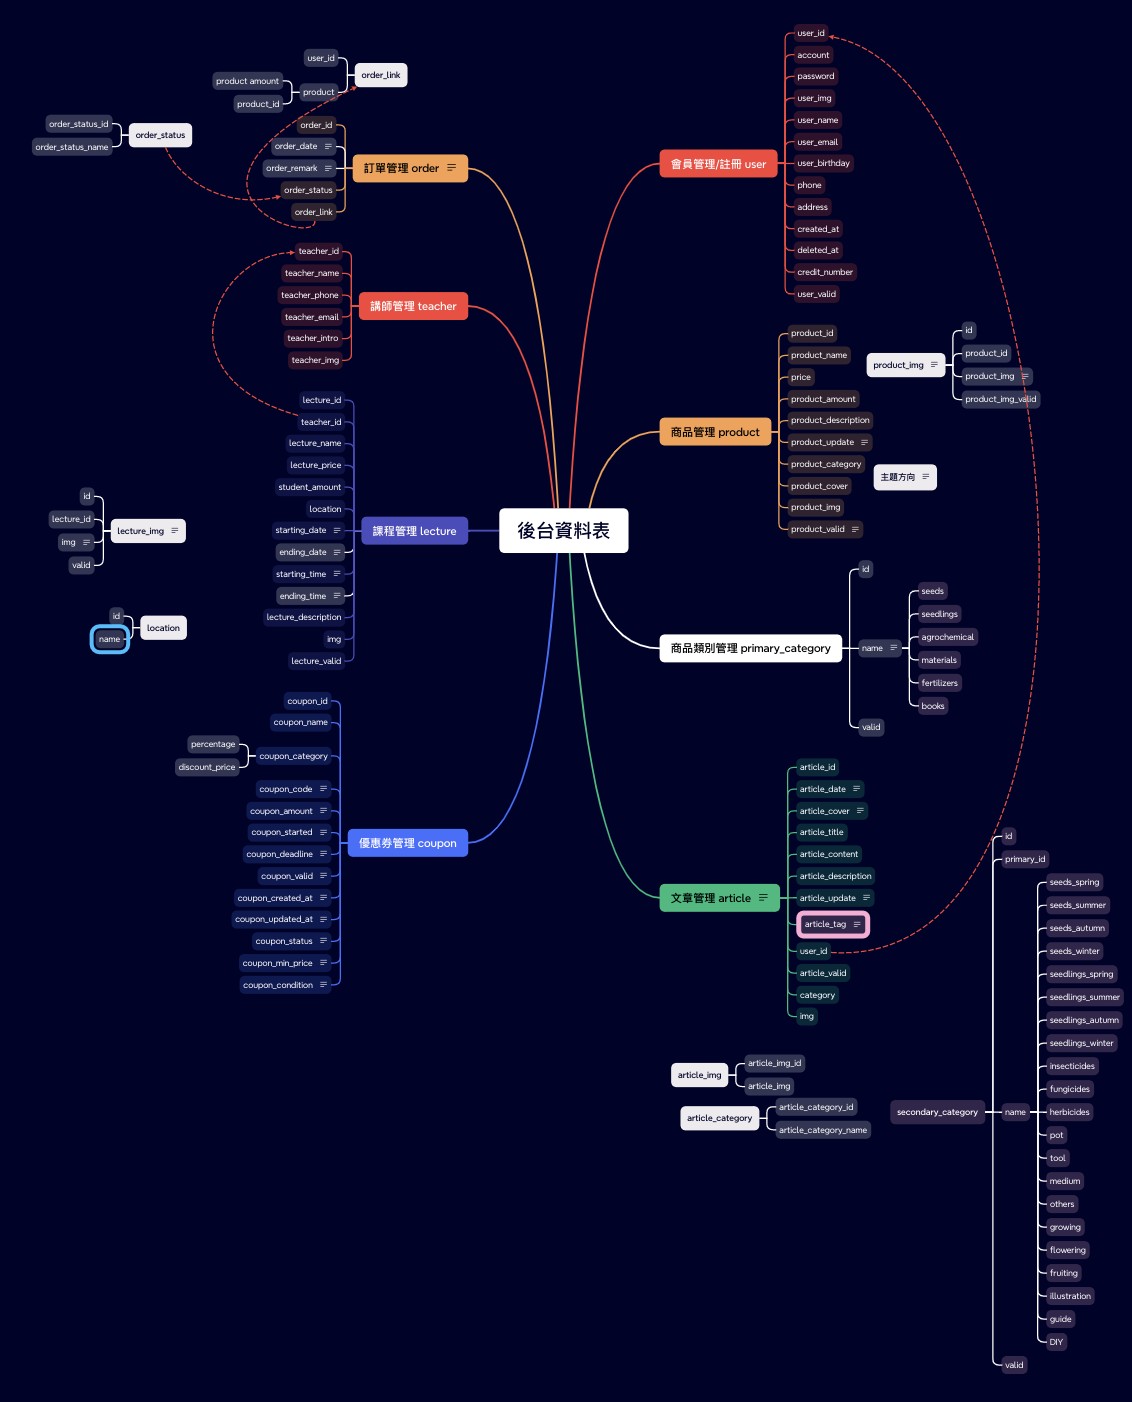 後台資料表
order_link
user_id
product
product amount
product_id
order_status
order_status_id
order_status_name
訂單管理 order
order_id
order_date
order_remark
order_status
order_link
講師管理 teacher
teacher_id
teacher_name
teacher_phone
teacher_email
teacher_intro
teacher_img
課程管理 lecture
lecture_id
teacher_id
lecture_name
lecture_price
student_amount
location
starting_date
ending_date
starting_time
ending_time
lecture_description
img
lecture_valid
lecture_img
id
lecture_id
img
valid
location
id
name
優惠券管理 coupon
coupon_id
coupon_name
coupon_category
percentage
discount_price
coupon_code
coupon_amount
coupon_started
coupon_deadline
coupon_valid
coupon_created_at
coupon_updated_at
coupon_status
coupon_min_price
coupon_condition
會員管理/註冊 user
user_id
account
password
user_img
user_name
user_email
user_birthday
phone
address
created_at
deleted_at
credit_number
user_valid
商品管理 product
product_id
product_name
price
product_amount
product_description
product_update
product_category
product_cover
product_img
product_valid
product_img
id
product_id
product_img
product_img_valid
主題方向
商品類別管理 primary_category
id
name
seeds
seedlings
agrochemical
materials
fertilizers
books
valid
文章管理 article
article_id
article_date
article_cover
article_title
article_content
article_description
article_update
article_tag
user_id
article_valid
category
img
article_img
article_img_id
article_img
article_category
article_category_id
article_category_name
secondary_category
id
primary_id
name
seeds_spring
seeds_summer
seeds_autumn
seeds_winter
seedlings_spring
seedlings_summer
seedlings_autumn
seedlings_winter
insecticides
fungicides
herbicides
pot
tool
medium
others
growing
flowering
fruiting
illustration
guide
DIY
valid